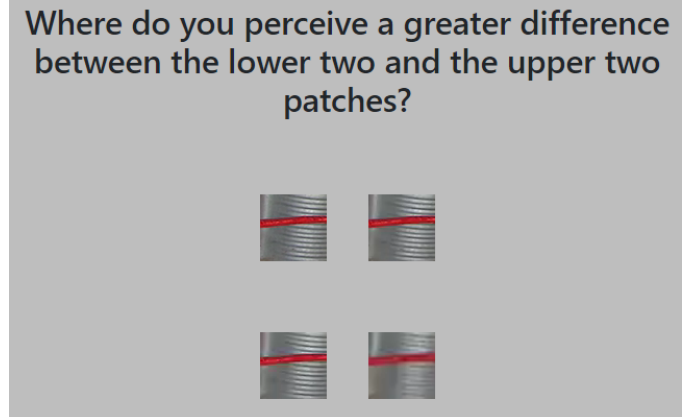 Where do you perceive a greater difference
between the lower two and the upper two
patches?